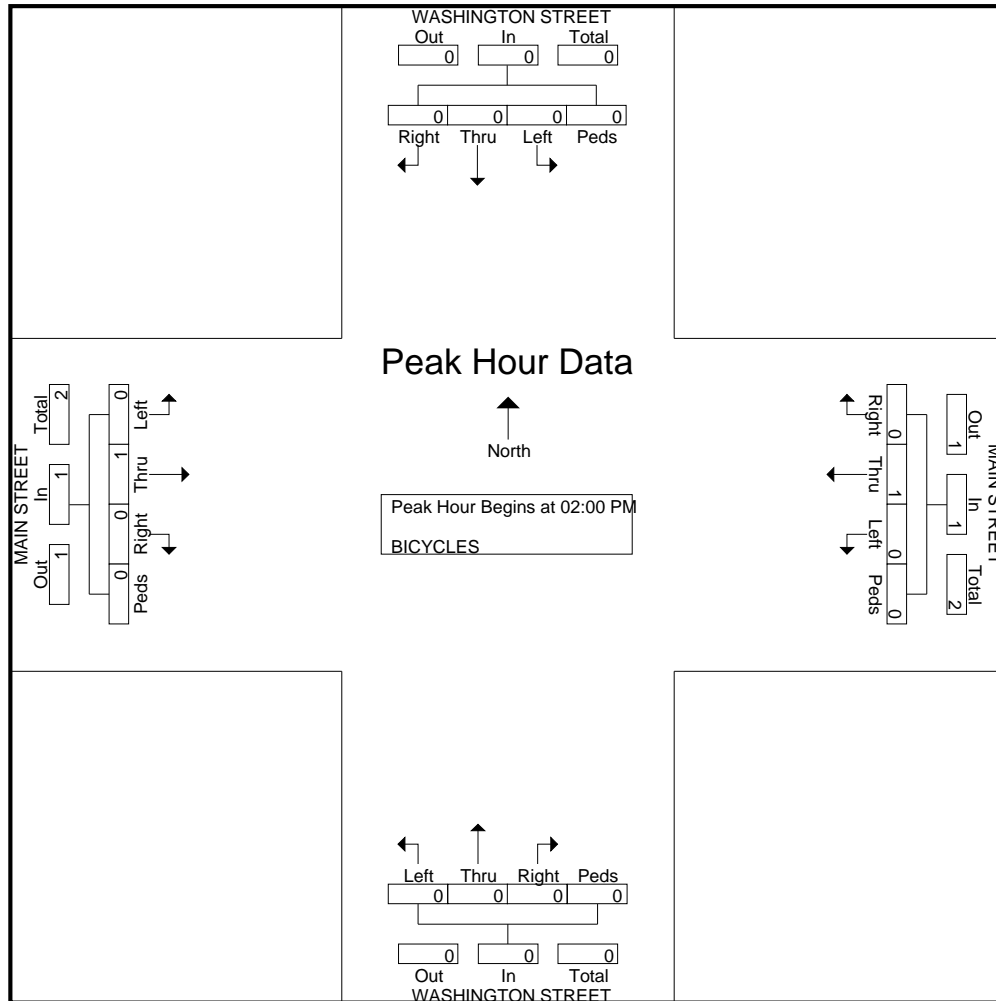 WASHINGTON STREET
Out In Total
0 0 0
0 0 0 0
Right Thru Left Peds
Peak Hour Data
North
Peak Hour Begins at 02:00 PM
BICYCLES
MAIN STREET
Out In Total
1 1 2
0 1 0 0
Left Thru Right Peds
MAIN STREET
Out In Total
1 1 2
0 1 0 0
Right Thru Left Peds
Left Thru Right Peds
0 0 0 0
0 0 0
Out In Total
WASHINGTON STREET